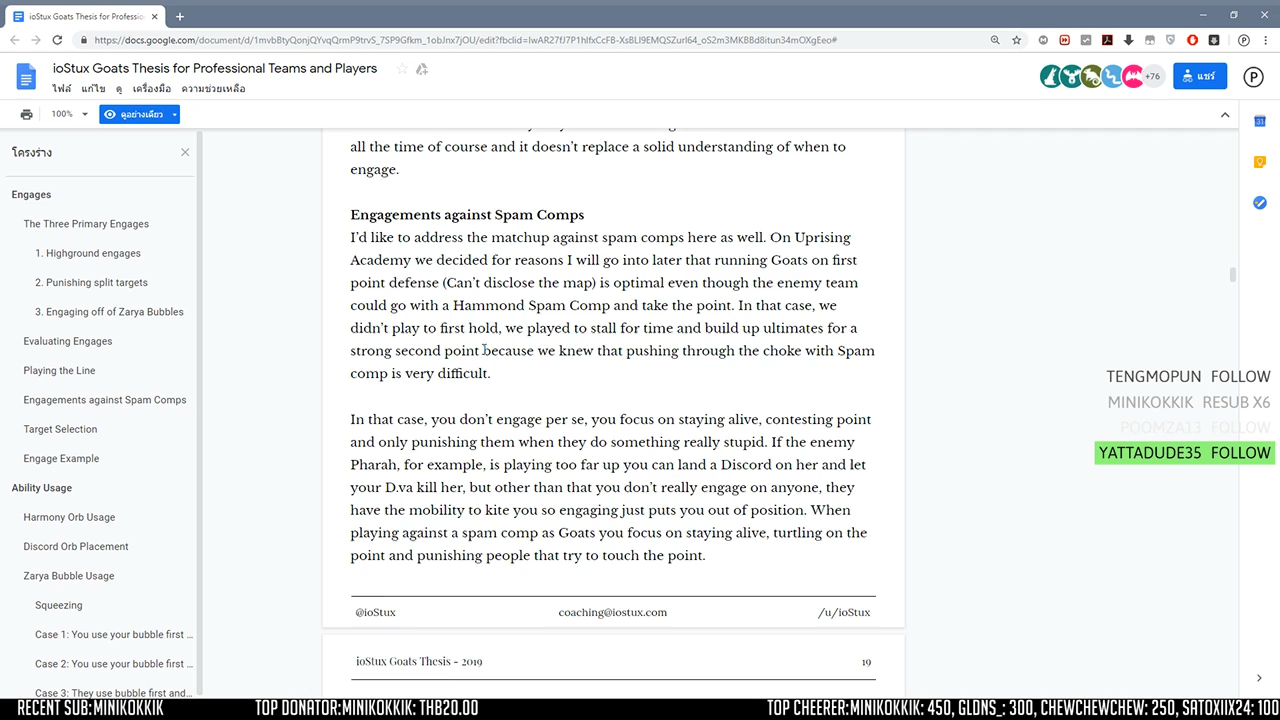 ioStux Goats Thesis for Professio
https://docs.google.com/document/d/1mvbBtyQonjQYvqQrmP9trvS_7SP9Gfkm_1obJnx7jOU/edit?fbclid=IwAR27fJ7P1hlfxCcFB-XsBLI9EMQSZurI64_oS2m3MKBBd8itun34mOXgEeo#
P
ioStux Goats Thesis for Professional Teams and Players
ไฟล์ แก้ไข ดู เครื่องมือ ความช่วยเหลือ
+76
แชร์
P
100%
ดูอย่างเดียว
31
โครงร่าง
Engages
The Three Primary Engages
1. Highground engages
2. Punishing split targets
3. Engaging off of Zarya Bubbles
Evaluating Engages
Playing the Line
Engagements against Spam Comps
Target Selection
Engage Example
Ability Usage
Harmony Orb Usage
Discord Orb Placement
Zarya Bubble Usage
Squeezing
Case 1: You use your bubble first ...
Case 2: You use your bubble first ...
Case 3: They use bubble first and...
all the time of course and it doesn't replace a solid understanding of when to
engage.
Engagements against Spam Comps
I'd like to address the matchup against spam comps here as well. On Uprising
Academy we decided for reasons I will go into later that running Goats on first
point defense (Can't disclose the map) is optimal even though the enemy team
could go with a Hammond Spam Comp and take the point. In that case, we
didn't play to first hold, we played to stall for time and build up ultimates for a
strong second point because we knew that pushing through the choke with Spam
comp is very difficult.
In that case, you don't engage per se, you focus on staying alive, contesting point
and only punishing them when they do something really stupid. If the enemy
Pharah, for example, is playing too far up you can land a Discord on her and let
your D.va kill her, but other than that you don't really engage on anyone, they
have the mobility to kite you so engaging just puts you out of position. When
playing against a spam comp as Goats you focus on staying alive, turtling on the
point and punishing people that try to touch the point.
@ioStux coaching@iostux.com /u/ioStux
ioStux Goats Thesis - 2019 19
TENGMOPUN FOLLOW
MINIKOKKIK RESUB X6
POOMZA13 FOLLOW
YATTADUDE35 FOLLOW
RECENT SUB:MINIKOKKIK TOP DONATOR:MINIKOKKIK: THB20.00 TOP CHEERER:MINIKOKKIK: 450, GLDNS_: 300, CHEWCHEWCHEW: 250, SATOXIIX24: 100